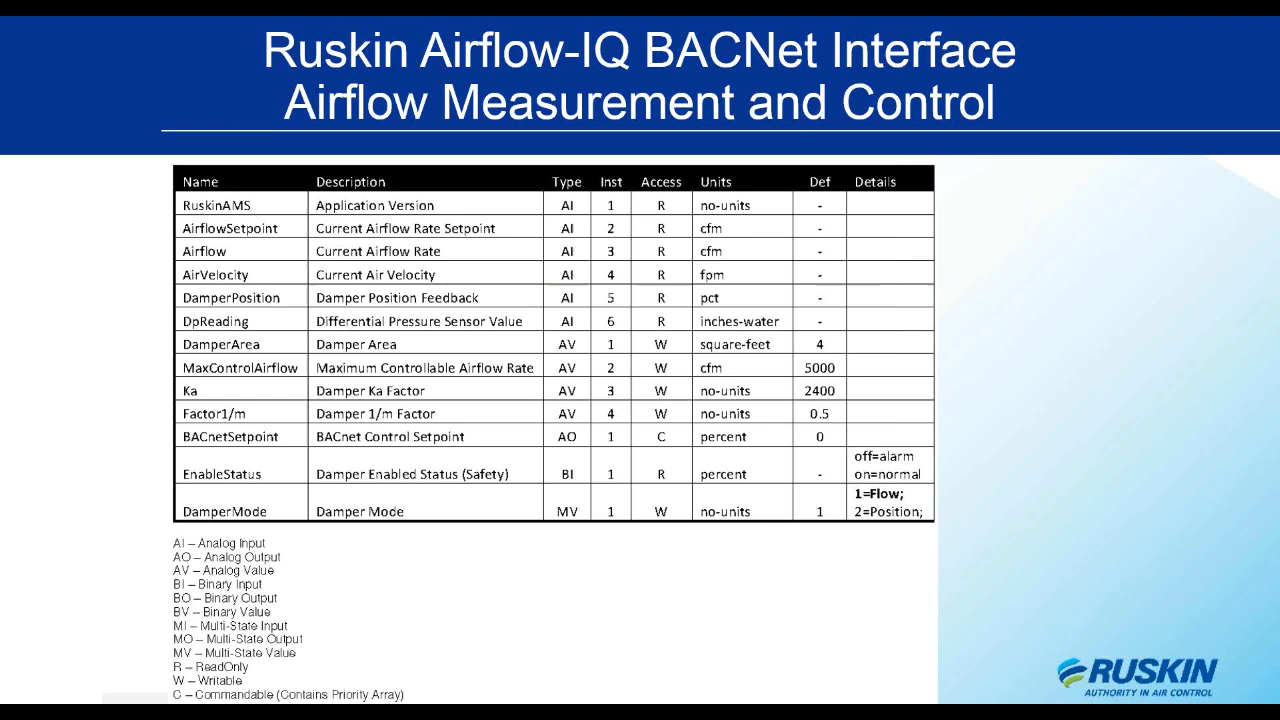 Ruskin Airflow-IQ BACNet Interface
Airflow Measurement and Control
Name Description Type Inst Access Units Def Details
RuskinAMS Application Version AI 1 R no-units -
AirflowSetpoint Current Airflow Rate Setpoint AI 2 R cfm -
Airflow Current Airflow Rate AI 3 R cfm -
AirVelocity Current Air Velocity AI 4 R fpm -
DamperPosition Damper Position Feedback AI 5 R pct -
DpReading Differential Pressure Sensor Value AI 6 R inches-water -
DamperArea Damper Area AV 1 W square-feet 4
MaxControlAirflow Maximum Controllable Airflow Rate AV 2 W cfm 5000
Ka Damper Ka Factor AV 3 W no-units 2400
Factor1/m Damper 1/m Factor AV 4 W no-units 0.5
BACnetSetpoint BACnet Control Setpoint AO 1 C percent 0
off=alarm
EnableStatus Damper Enabled Status (Safety) BI 1 R percent - on=normal
1=Flow;
DamperMode Damper Mode MV 1 W no-units 1 2=Position;
AI – Analog Input
AO – Analog Output
AV – Analog Value
BI – Binary Input
BO – Binary Output
BV – Binary Value
MI – Multi-State Input
MO – Multi-State Output
MV – Multi-State Value
R – ReadOnly
W – Writable
C – Commandable (Contains Priority Array)
RUSKIN
AUTHORITY IN AIR CONTROL